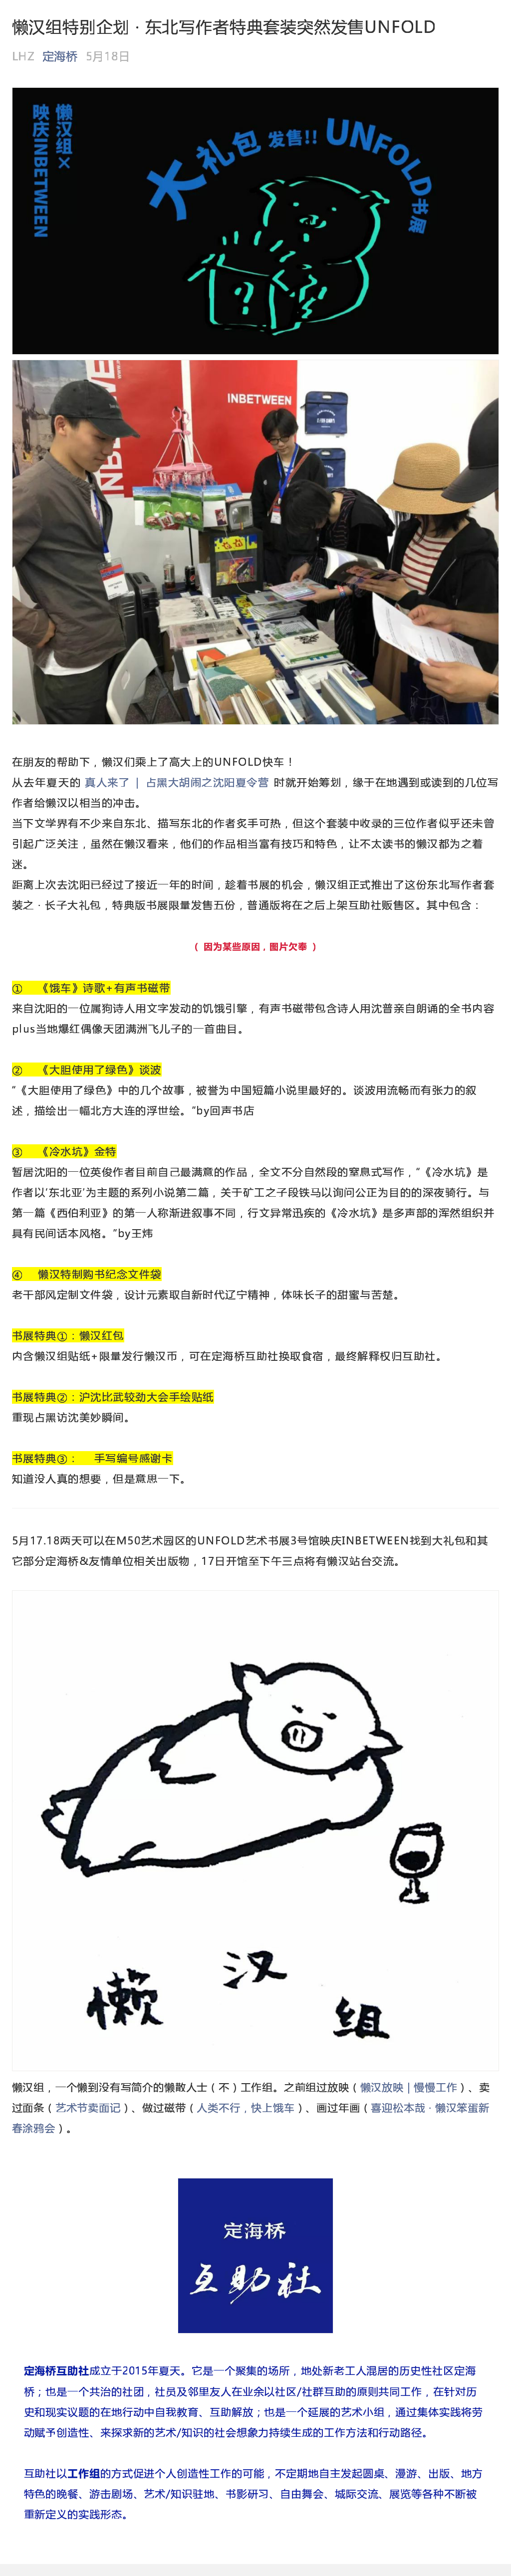 懒汉组特别企划 · 东北写作者特典套装突然发售UNFOLD
LHZ 定海桥 5月18日
懒汉组×
映庆INBETWEEN
大礼包 发售!! UNFOLD书展
INBETWEEN
INBETWEEN
在朋友的帮助下，懒汉们乘上了高大上的UNFOLD快车！
从去年夏天的 真人来了 | 占黑大胡闹之沈阳夏令营 时就开始筹划，缘于在地遇到或读到的几位写
作者给懒汉以相当的冲击。
当下文学界有不少来自东北、描写东北的作者炙手可热，但这个套装中收录的三位作者似乎还未曾
引起广泛关注，虽然在懒汉看来，他们的作品相当富有技巧和特色，让不太读书的懒汉都为之着
迷。
距离上次去沈阳已经过了接近一年的时间，趁着书展的机会，懒汉组正式推出了这份东北写作者套
装之 · 长子大礼包，特典版书展限量发售五份，普通版将在之后上架互助社贩售区。其中包含：
（ 因为某些原因，图片欠奉 ）
① 《饿车》诗歌+有声书磁带
来自沈阳的一位属狗诗人用文字发动的饥饿引擎，有声书磁带包含诗人用沈普亲自朗诵的全书内容
plus当地爆红偶像天团满洲飞儿子的一首曲目。
② 《大胆使用了绿色》谈波
“《大胆使用了绿色》中的几个故事，被誉为中国短篇小说里最好的。谈波用流畅而有张力的叙
述，描绘出一幅北方大连的浮世绘。”by回声书店
③ 《冷水坑》金特
暂居沈阳的一位英俊作者目前自己最满意的作品，全文不分自然段的窒息式写作，“《冷水坑》是
作者以‘东北亚’为主题的系列小说第二篇，关于矿工之子段铁马以询问公正为目的的深夜骑行。与
第一篇《西伯利亚》的第一人称渐进叙事不同，行文异常迅疾的《冷水坑》是多声部的浑然组织并
具有民间话本风格。”by王炜
④ 懒汉特制购书纪念文件袋
老干部风定制文件袋，设计元素取自新时代辽宁精神，体味长子的甜蜜与苦楚。
书展特典①：懒汉红包
内含懒汉组贴纸+限量发行懒汉币，可在定海桥互助社换取食宿，最终解释权归互助社。
书展特典②：沪沈比武较劲大会手绘贴纸
重现占黑访沈美妙瞬间。
书展特典③： 手写编号感谢卡
知道没人真的想要，但是意思一下。
5月17.18两天可以在M50艺术园区的UNFOLD艺术书展3号馆映庆INBETWEEN找到大礼包和其
它部分定海桥&友情单位相关出版物，17日开馆至下午三点将有懒汉站台交流。
懒汉组
懒汉组，一个懒到没有写简介的懒散人士（不）工作组。之前组过放映（懒汉放映 | 慢慢工作）、卖
过面条（艺术节卖面记）、做过磁带（人类不行，快上饿车）、画过年画（喜迎松本哉 · 懒汉笨蛋新
春涂鸦会）。
定海桥
互助社
定海桥互助社成立于2015年夏天。它是一个聚集的场所，地处新老工人混居的历史性社区定海
桥；也是一个共治的社团，社员及邻里友人在业余以社区/社群互助的原则共同工作，在针对历
史和现实议题的在地行动中自我教育、互助解放；也是一个延展的艺术小组，通过集体实践将劳
动赋予创造性、来探求新的艺术/知识的社会想象力持续生成的工作方法和行动路径。
互助社以工作组的方式促进个人创造性工作的可能，不定期地自主发起圆桌、漫游、出版、地方
特色的晚餐、游击剧场、艺术/知识驻地、书影研习、自由舞会、城际交流、展览等各种不断被
重新定义的实践形态。